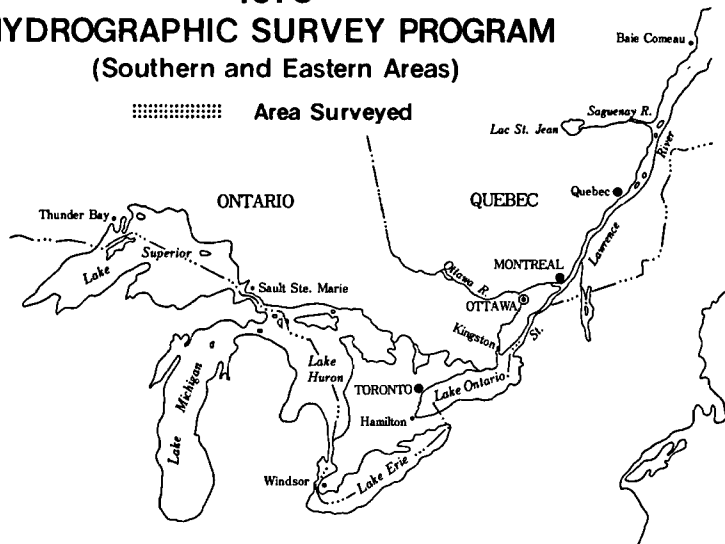 HYDROGRAPHIC SURVEY PROGRAM
(Southern and Eastern Areas)
Area Surveyed
Baie Comeau
Saguenay R.
Lac St. Jean
River
Quebec
ONTARIO
QUEBEC
Thunder Bay
Lawrence
Superior
Lake
MONTREAL
Ottawa R.
Sault Ste. Marie
OTTAWA
St.
Kingston
Lake
Huron
Michigan
Lake
TORONTO
Lake Ontario
Hamilton
Lake Erie
Windsor